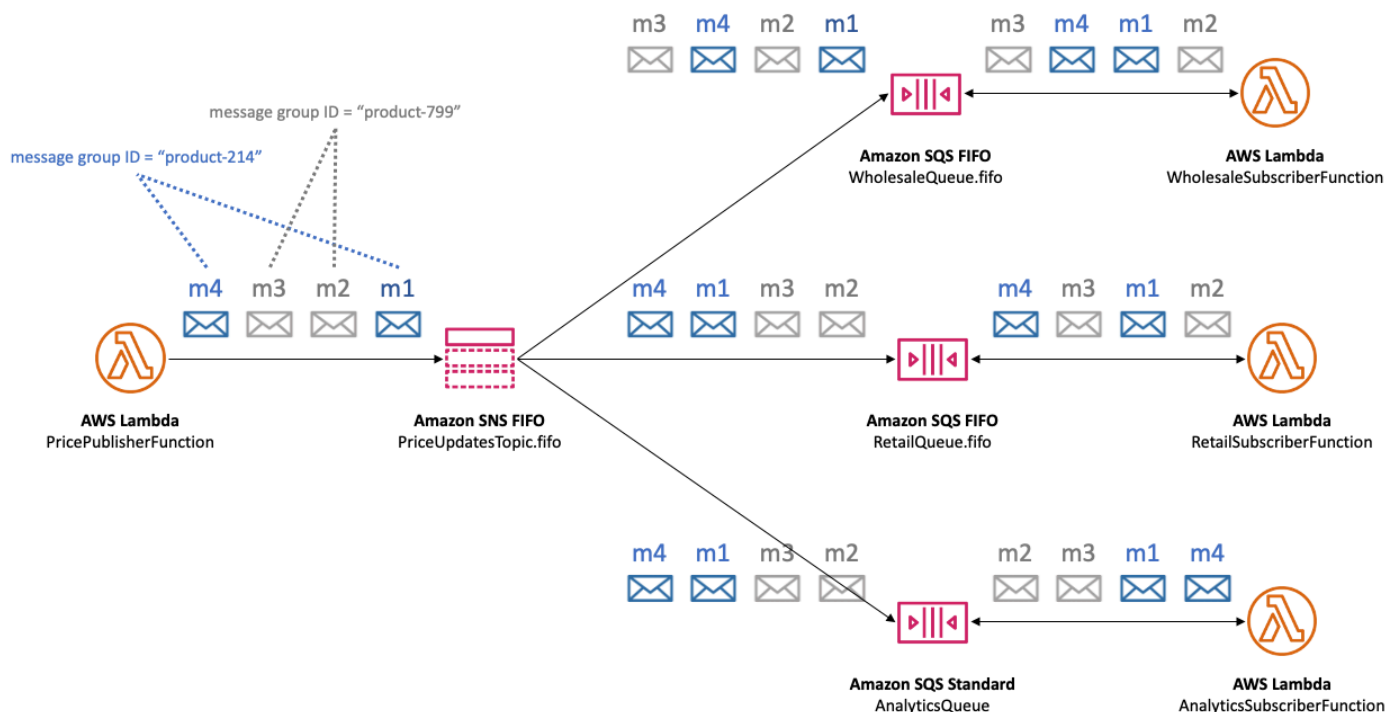 m3 m4 m2 m1
m3 m4 m1 m2
message group ID = “product-799”
message group ID = “product-214”
Amazon SQS FIFO
WholesaleQueue.fifo
AWS Lambda
WholesaleSubscriberFunction
m4 m3 m2 m1
m4 m1 m3 m2
m4 m3 m1 m2
AWS Lambda
PricePublisherFunction
Amazon SNS FIFO
PriceUpdatesTopic.fifo
Amazon SQS FIFO
RetailQueue.fifo
AWS Lambda
RetailSubscriberFunction
m4 m1 m3 m2
m2 m3 m1 m4
Amazon SQS Standard
AnalyticsQueue
AWS Lambda
AnalyticsSubscriberFunction